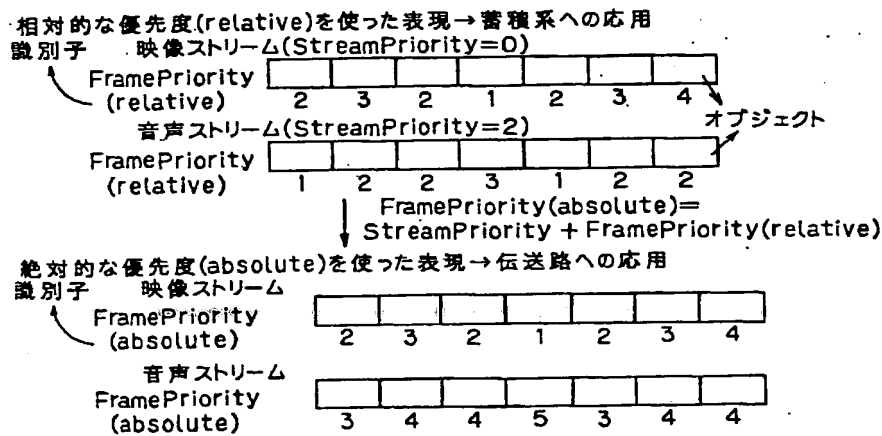 相対的な優先度(relative)を使った表現→蓄積系への応用
識別子 映像ストリーム(StreamPriority=0)
FramePriority
(relative)
2 3 2 1 2 3 4
オブジェクト
音声ストリーム(StreamPriority=2)
FramePriority
(relative)
1 2 2 3 1 2 2
FramePriority(absolute)=
StreamPriority + FramePriority(relative)
絶対的な優先度(absolute)を使った表現→伝送路への応用
識別子 映像ストリーム
FramePriority
(absolute)
2 3 2 1 2 3 4
音声ストリーム
FramePriority
(absolute)
3 4 4 5 3 4 4